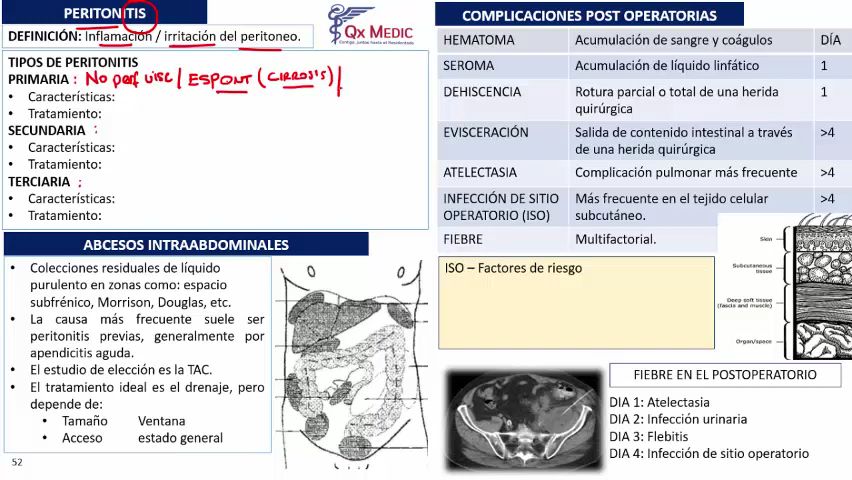 PERITONITIS
DEFINICIÓN: Inflamación / irritación del peritoneo.
Qx MEDIC
TIPOS DE PERITONITIS
PRIMARIA : No perf visc | ESPONT (CIRROSIS) |
• Características:
• Tratamiento:
SECUNDARIA :
• Características:
• Tratamiento:
TERCIARIA :
• Características:
• Tratamiento:
ABCESOS INTRAABDOMINALES
• Colecciones residuales de líquido
purulento en zonas como: espacio
subfrénico, Morrison, Douglas, etc.
• La causa más frecuente suele ser
peritonitis previas, generalmente por
apendicitis aguda.
• El estudio de elección es la TAC.
• El tratamiento ideal es el drenaje, pero
depende de:
• Tamaño Ventana
• Acceso estado general
52
COMPLICACIONES POST OPERATORIAS
HEMATOMA Acumulación de sangre y coágulos DÍA
SEROMA Acumulación de líquido linfático 1
DEHISCENCIA Rotura parcial o total de una herida 1
quirúrgica
EVISCERACIÓN Salida de contenido intestinal a través >4
de una herida quirúrgica
ATELECTASIA Complicación pulmonar más frecuente >4
INFECCIÓN DE SITIO Más frecuente en el tejido celular >4
OPERATORIO (ISO) subcutáneo.
FIEBRE Multifactorial.
ISO – Factores de riesgo
Skin
Subcutaneous
tissue
Deep soft tissue
(fascia and muscle)
Organ/space
FIEBRE EN EL POSTOPERATORIO
DIA 1: Atelectasia
DIA 2: Infección urinaria
DIA 3: Flebitis
DIA 4: Infección de sitio operatorio